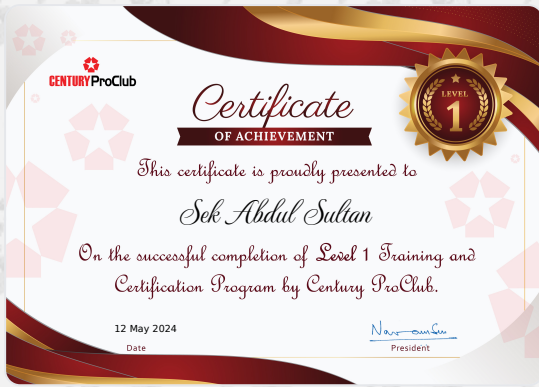 CENTURY ProClub
Certificate
OF ACHIEVEMENT
LEVEL
1
This certificate is proudly presented to
Sek Abdul Sultan
On the successful completion of Level 1 Training and
Certification Program by Century ProClub.
12 May 2024
Date
President